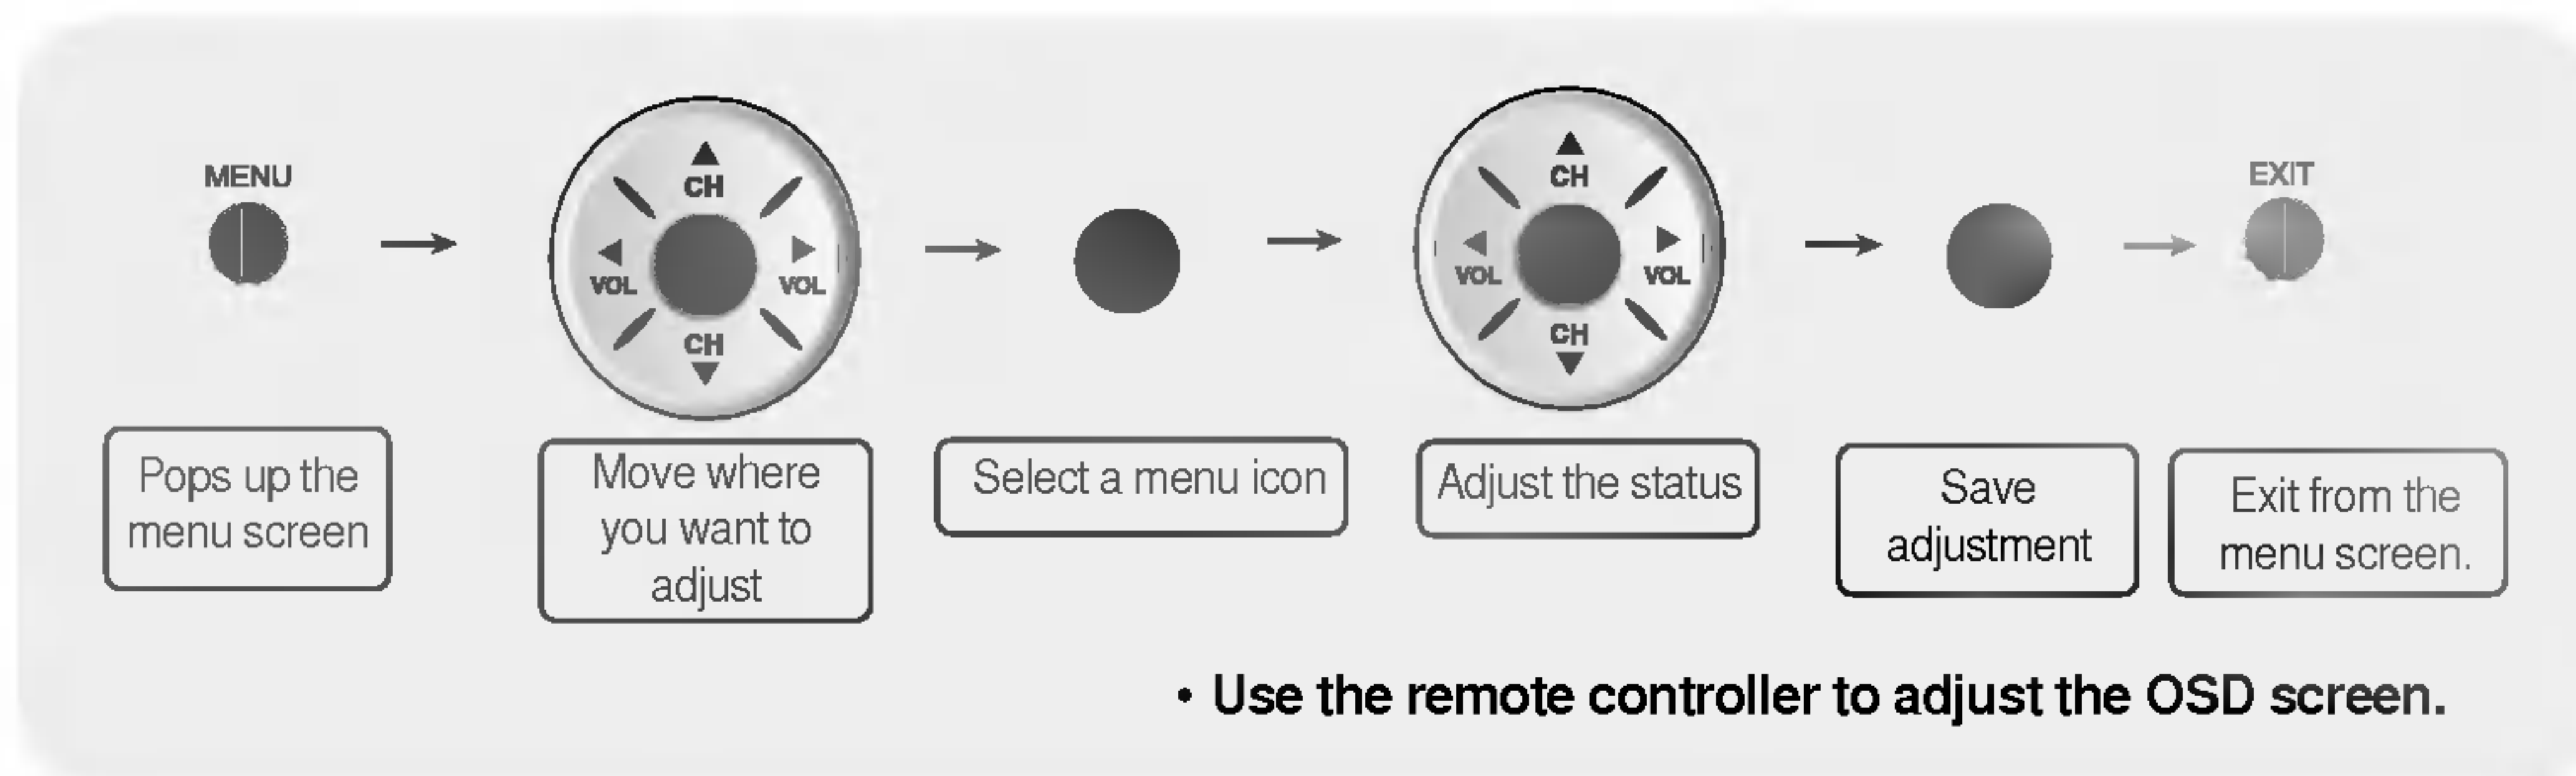 MENU
▲
CH
◀
VOL
▶
VOL
CH
▼
▲
CH
◀
VOL
▶
VOL
CH
▼
EXIT
Pops up the
menu screen
Move where
you want to
adjust
Select a menu icon
Adjust the status
Save
adjustment
Exit from the
menu screen.
• Use the remote controller to adjust the OSD screen.